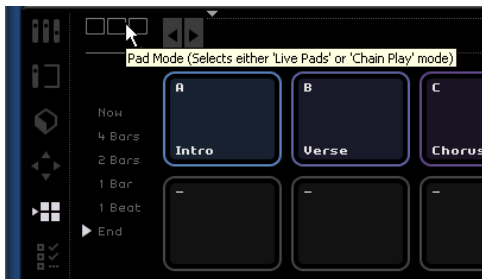 Pad Mode (Selects either 'Live Pads' or 'Chain Play' mode)
A
B
C
Now
4 Bars
Intro
Verse
Chorus
2 Bars
1 Bar
1 Beat
End